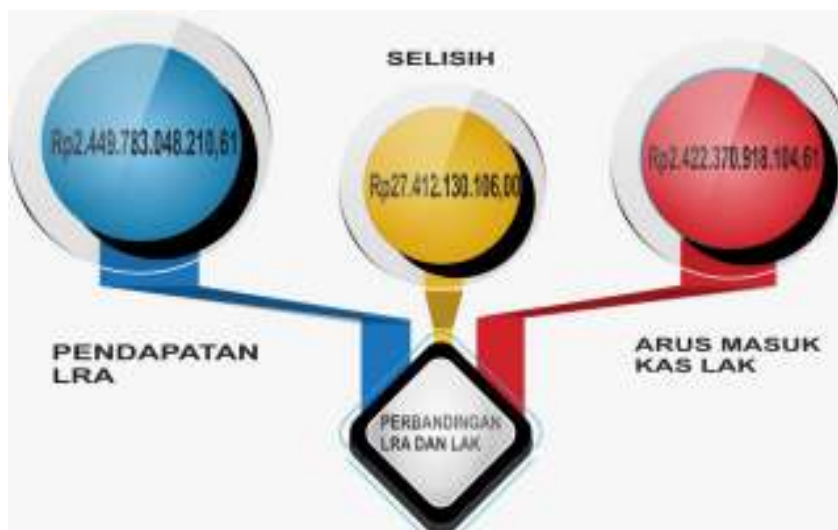 SELISIH
Rp2.449.783.048.210,61
Rp27.412.130.106,00
Rp2.422.370.918.104,61
PENDAPATAN
LRA
ARUS MASUK
KAS LAK
PERBANDINGAN
LRA DAN LAK